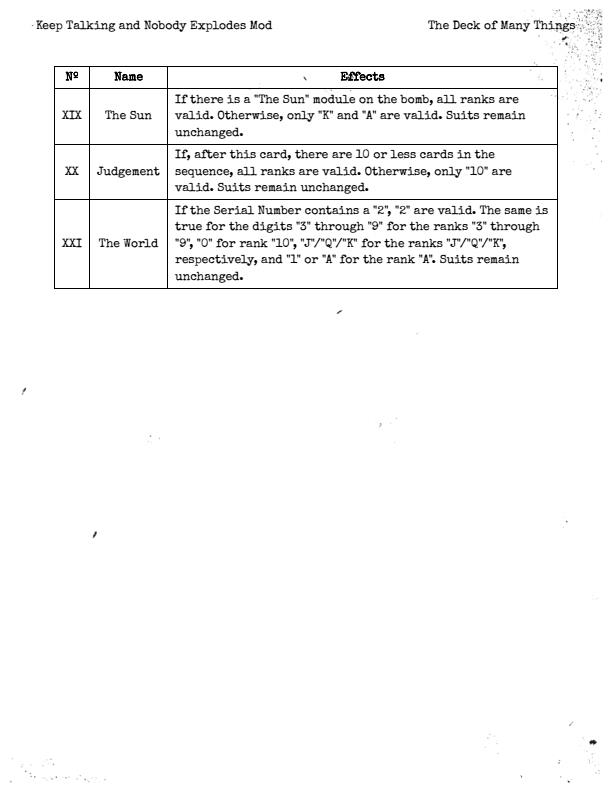 Keep Talking and Nobody Explodes Mod The Deck of Many Things
Nº Name Effects
If there is a "The Sun" module on the bomb, all ranks are
XIX The Sun valid. Otherwise, only "K" and "A" are valid. Suits remain
unchanged.
If, after this card, there are 10 or less cards in the
XX Judgement sequence, all ranks are valid. Otherwise, only "10" are
valid. Suits remain unchanged.
If the Serial Number contains a "2", "2" are valid. The same is
true for the digits "3" through "9" for the ranks "3" through
XXI The World "9", "0" for rank "10", "J"/"Q"/"K" for the ranks "J"/"Q"/"K",
respectively, and "1" or "A" for the rank "A". Suits remain
unchanged.